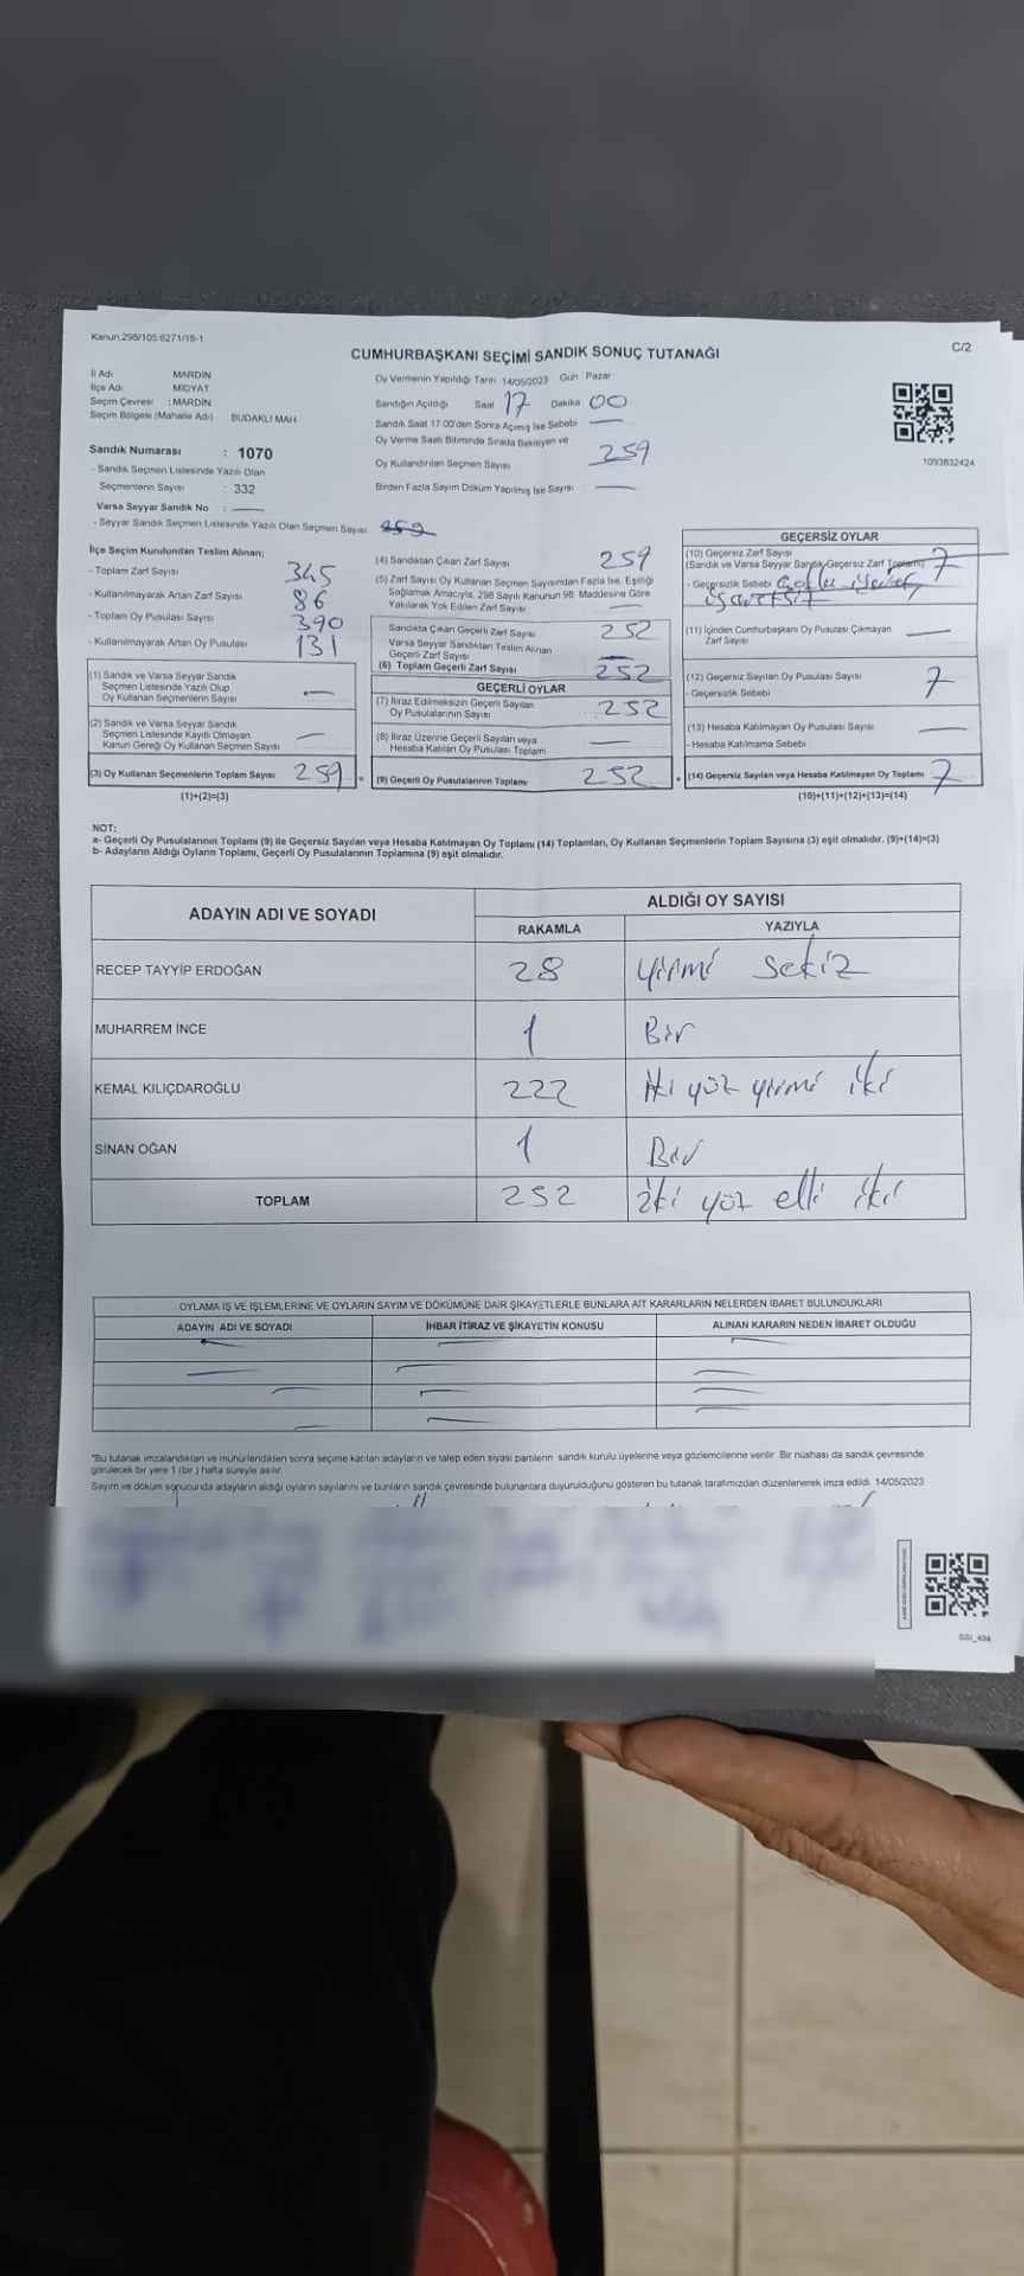 Kanun:298/105:6271/18-1
C/2
CUMHURBAŞKANI SEÇİMİ SANDIK SONUÇ TUTANAĞI
İl Adı MARDİN
İlçe Adı MİDYAT
Seçim Çevresi : MARDİN
Seçim Bölgesi (Mahalle Adı) BUDAKLI MAH
Oy Vermenin Yapıldığı Tarih 14/05/2023 Gün Pazar
Sandığın Açıldığı Saat 17 Dakika 00
Sandık Saat 17:00'den Sonra Açımış İse Sebebi —
Oy Verme Saati Bitiminde Sırada Bekleyen ve
Oy Kullandırılan Seçmen Sayısı 259
Birden Fazla Sayım Döküm Yapılmış İse Sayısı —
1093832424
Sandık Numarası : 1070
- Sandık Seçmen Listesinde Yazılı Olan
Seçmenlerin Sayısı : 332
Varsa Seyyar Sandık No : —
- Seyyar Sandık Seçmen Listesinde Yazılı Olan Seçmen Sayısı 259
İlçe Seçim Kurulundan Teslim Alınan;
- Toplam Zarf Sayısı 345
- Kullanılmayarak Artan Zarf Sayısı 86
- Toplam Oy Pusulası Sayısı 390
- Kullanılmayarak Artan Oy Pusulası 131
(1) Sandık ve Varsa Seyyar Sandık
Seçmen Listesinde Yazılı Olup
Oy Kullanan Seçmenlerin Sayısı —
(2) Sandık ve Varsa Seyyar Sandık
Seçmen Listesinde Kayıtlı Olmayan
Kanun Gereği Oy Kullanan Seçmen Sayısı —
(3) Oy Kullanan Seçmenlerin Toplam Sayısı 259
(1)+(2)=(3)
(4) Sandıktan Çıkan Zarf Sayısı 259
(5) Zarf Sayısı Oy Kullanan Seçmen Sayısından Fazla İse, Eşitliği
Sağlamak Amacıyla, 298 Sayılı Kanunun 98. Maddesine Göre
Yakılarak Yok Edilen Zarf Sayısı —
Sandıkta Çıkan Geçerli Zarf Sayısı 252
Varsa Seyyar Sandıktan Teslim Alınan
Geçerli Zarf Sayısı —
(6) Toplam Geçerli Zarf Sayısı 252
GEÇERLİ OYLAR
(7) İtiraz Edilmeksizin Geçerli Sayılan
Oy Pusulalarının Sayısı 252
(8) İtiraz Üzerine Geçerli Sayılan veya
Hesaba Katılan Oy Pusulası Toplamı —
(9) Geçerli Oy Pusulalarının Toplamı 252
GEÇERSİZ OYLAR
(10) Geçersiz Zarf Sayısı
(Sandık ve Varsa Seyyar Sandık Geçersiz Zarf Toplamı) 7
- Geçersizlik Sebebi
işaretsiz
(11) İçinden Cumhurbaşkanı Oy Pusulası Çıkmayan
Zarf Sayısı —
(12) Geçersiz Sayılan Oy Pusulası Sayısı 7
- Geçersizlik Sebebi
(13) Hesaba Katılmayan Oy Pusulası Sayısı —
- Hesaba Katılmama Sebebi
(14) Geçersiz Sayılan veya Hesaba Katılmayan Oy Toplamı 7
(10)+(11)+(12)+(13)=(14)
NOT:
a- Geçerli Oy Pusulalarının Toplamı (9) ile Geçersiz Sayılan veya Hesaba Katılmayan Oy Toplamı (14) Toplamları, Oy Kullanan Seçmenlerin Toplam Sayısına (3) eşit olmalıdır. (9)+(14)=(3)
b- Adayların Aldığı Oyların Toplamı, Geçerli Oy Pusulalarının Toplamına (9) eşit olmalıdır.
ADAYIN ADI VE SOYADI
ALDIĞI OY SAYISI
RAKAMLA YAZIYLA
RECEP TAYYİP ERDOĞAN 28 yirmi sekiz
MUHARREM İNCE 1 Bir
KEMAL KILIÇDAROĞLU 222 İki yüz yirmi iki
SİNAN OĞAN 1 Bir
TOPLAM 252 iki yüz elli iki
OYLAMA İŞ VE İŞLEMLERİNE VE OYLARIN SAYIM VE DÖKÜMÜNE DAİR ŞİKAYETLERLE BUNLARA AİT KARARLARIN NELERDEN İBARET BULUNDUKLARI
ADAYIN ADI VE SOYADI İHBAR İTİRAZ VE ŞİKAYETİN KONUSU ALINAN KARARIN NEDEN İBARET OLDUĞU
"Bu tutanak imzalandıktan ve mühürlendikten sonra seçime katılan adayların ve talep eden siyasi partilerin sandık kurulu üyelerine veya gözlemcilerine verilir. Bir nüshası da sandık çevresinde
görülecek bir yere 1 (bir) hafta süreyle asılır.
Sayım ve döküm sonucunda adayların aldığı oyların sayılarını ve bunların sandık çevresinde bulunanlara duyurulduğunu gösteren bu tutanak tarafımızdan düzenlenerek imza edildi. 14/05/2023